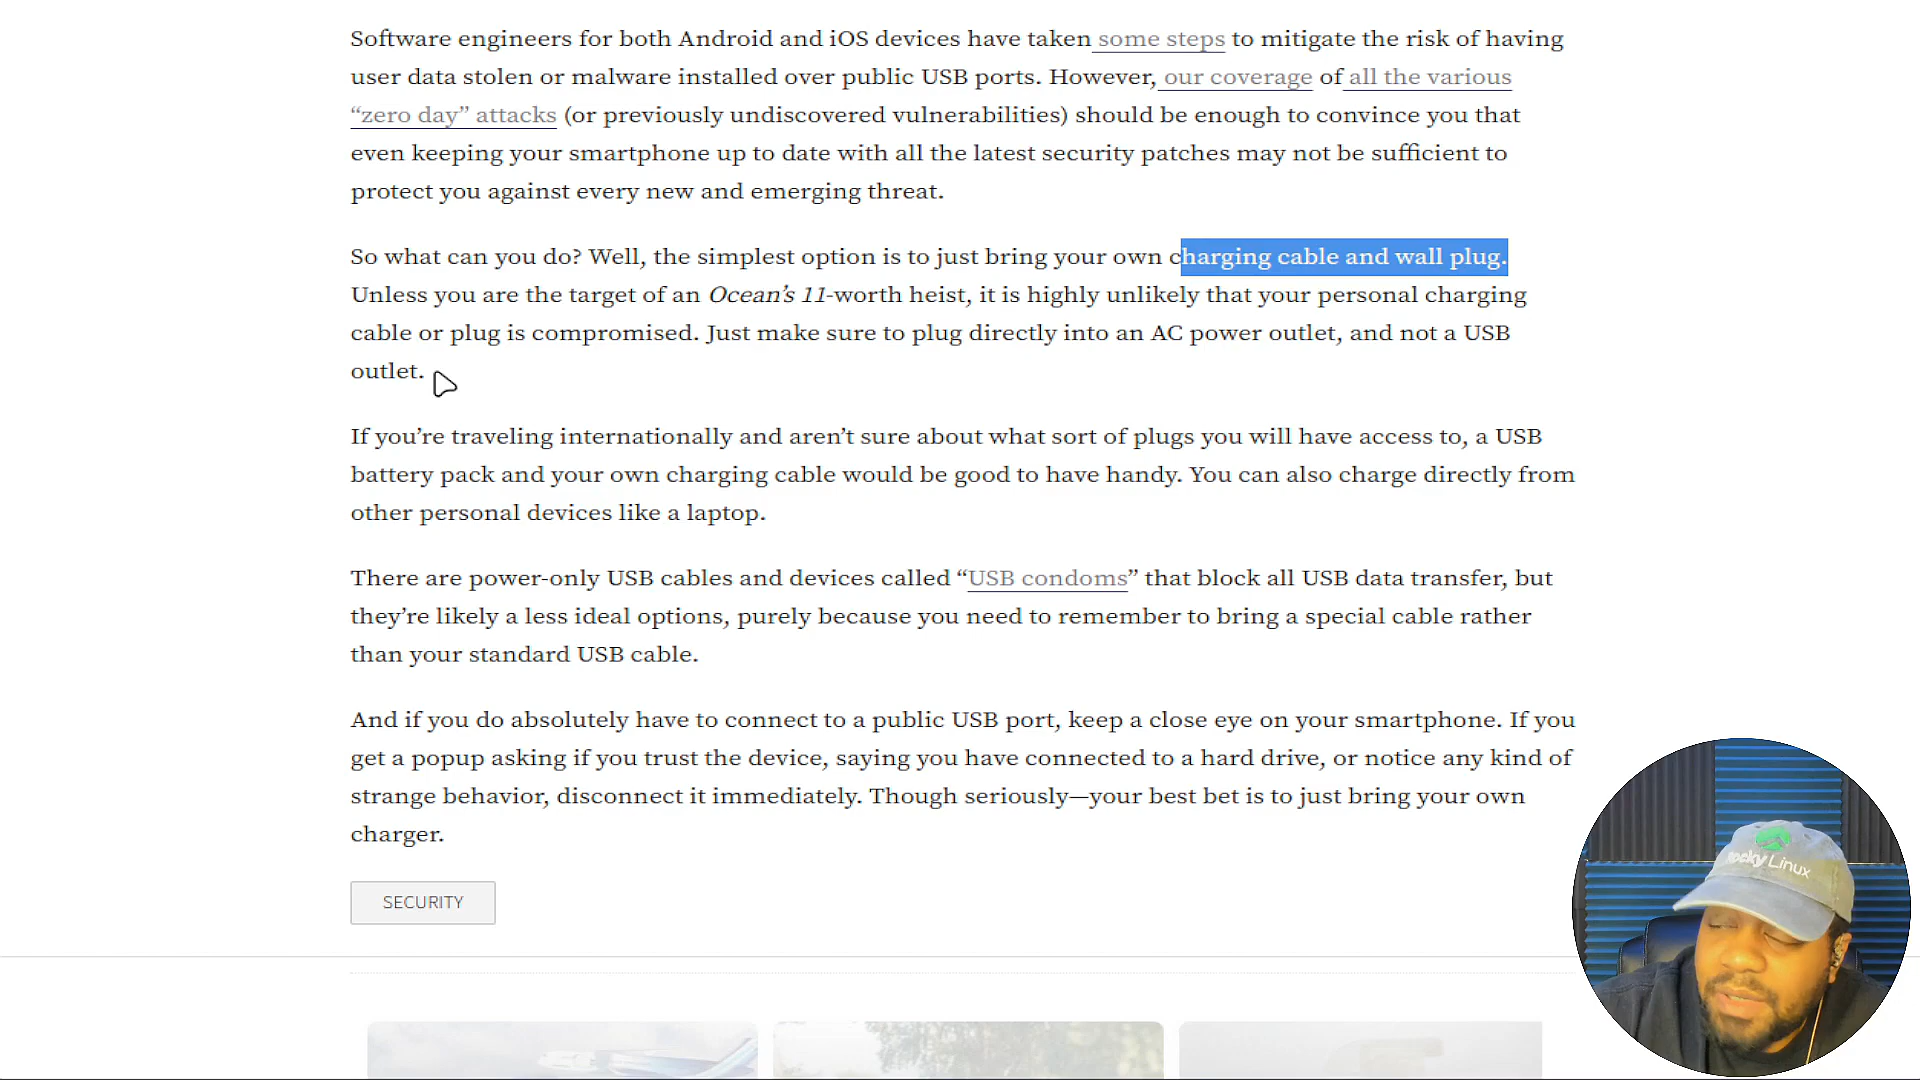 Software engineers for both Android and iOS devices have taken some steps to mitigate the risk of having
user data stolen or malware installed over public USB ports. However, our coverage of all the various
“zero day” attacks (or previously undiscovered vulnerabilities) should be enough to convince you that
even keeping your smartphone up to date with all the latest security patches may not be sufficient to
protect you against every new and emerging threat.
So what can you do? Well, the simplest option is to just bring your own charging cable and wall plug.
Unless you are the target of an Ocean’s 11-worth heist, it is highly unlikely that your personal charging
cable or plug is compromised. Just make sure to plug directly into an AC power outlet, and not a USB
outlet.
If you’re traveling internationally and aren’t sure about what sort of plugs you will have access to, a USB
battery pack and your own charging cable would be good to have handy. You can also charge directly from
other personal devices like a laptop.
There are power-only USB cables and devices called “USB condoms” that block all USB data transfer, but
they’re likely a less ideal options, purely because you need to remember to bring a special cable rather
than your standard USB cable.
And if you do absolutely have to connect to a public USB port, keep a close eye on your smartphone. If you
get a popup asking if you trust the device, saying you have connected to a hard drive, or notice any kind of
strange behavior, disconnect it immediately. Though seriously—your best bet is to just bring your own
charger.
SECURITY
Rocky Linux